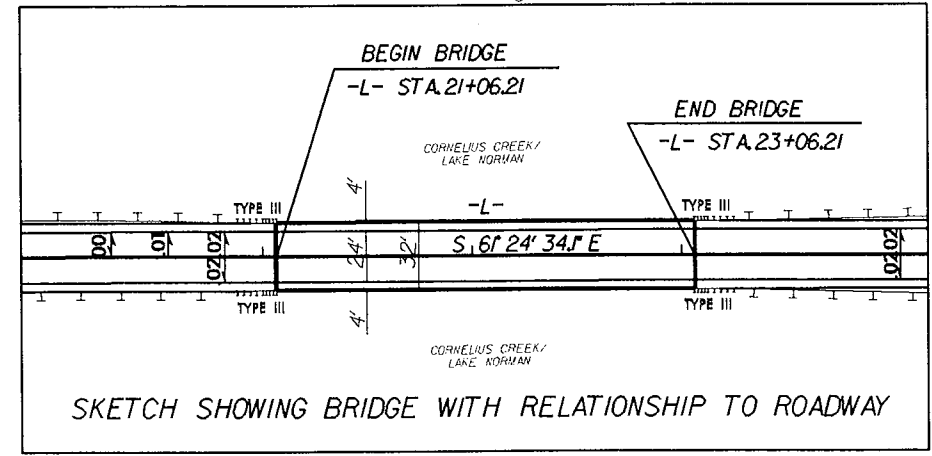 BEGIN BRIDGE
-L- STA.21+06.21
END BRIDGE
-L- STA.23+06.21
CORNELIUS CREEK/
LAKE NORMAN
TYPE III
4'
-L-
TYPE III
.00
.01
.02
.02
24'
32'
S 61° 24' 34.1" E
.02
.02
TYPE III
4'
TYPE III
CORNELIUS CREEK/
LAKE NORMAN
SKETCH SHOWING BRIDGE WITH RELATIONSHIP TO ROADWAY